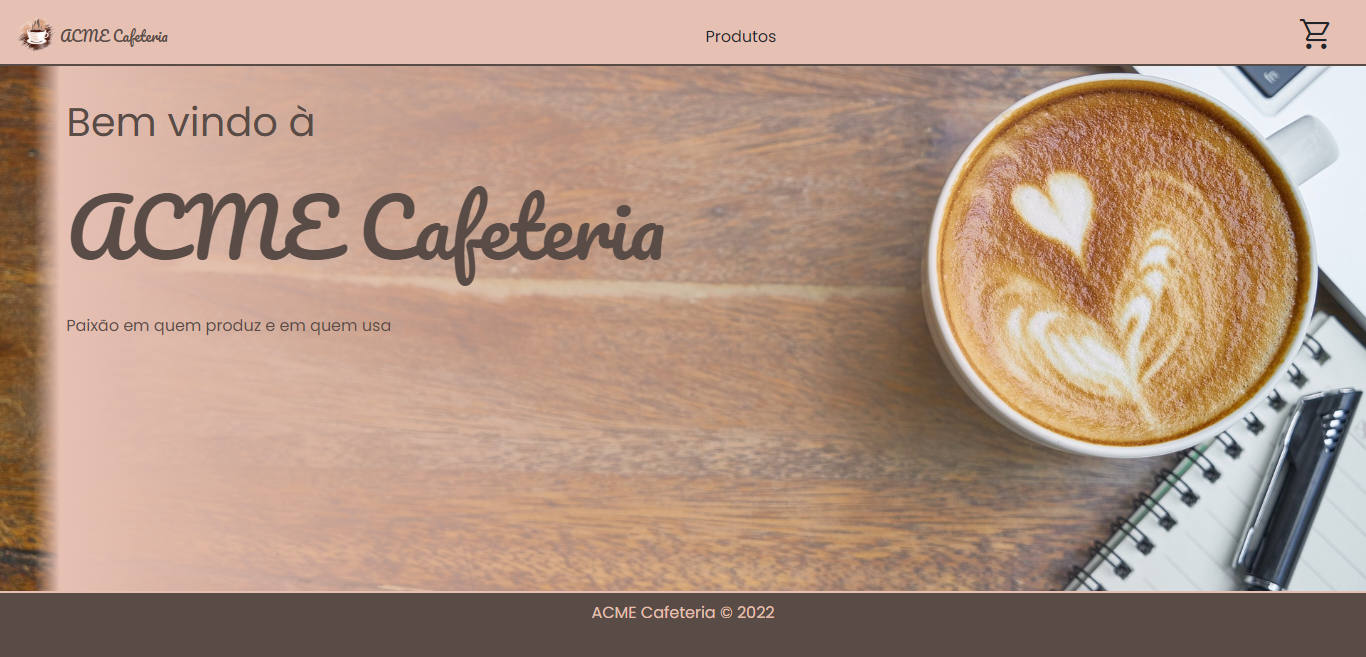 ACME Cafeteria
Produtos
Bem vindo à
ACME Cafeteria
Paixão em quem produz e em quem usa
ACME Cafeteria © 2022